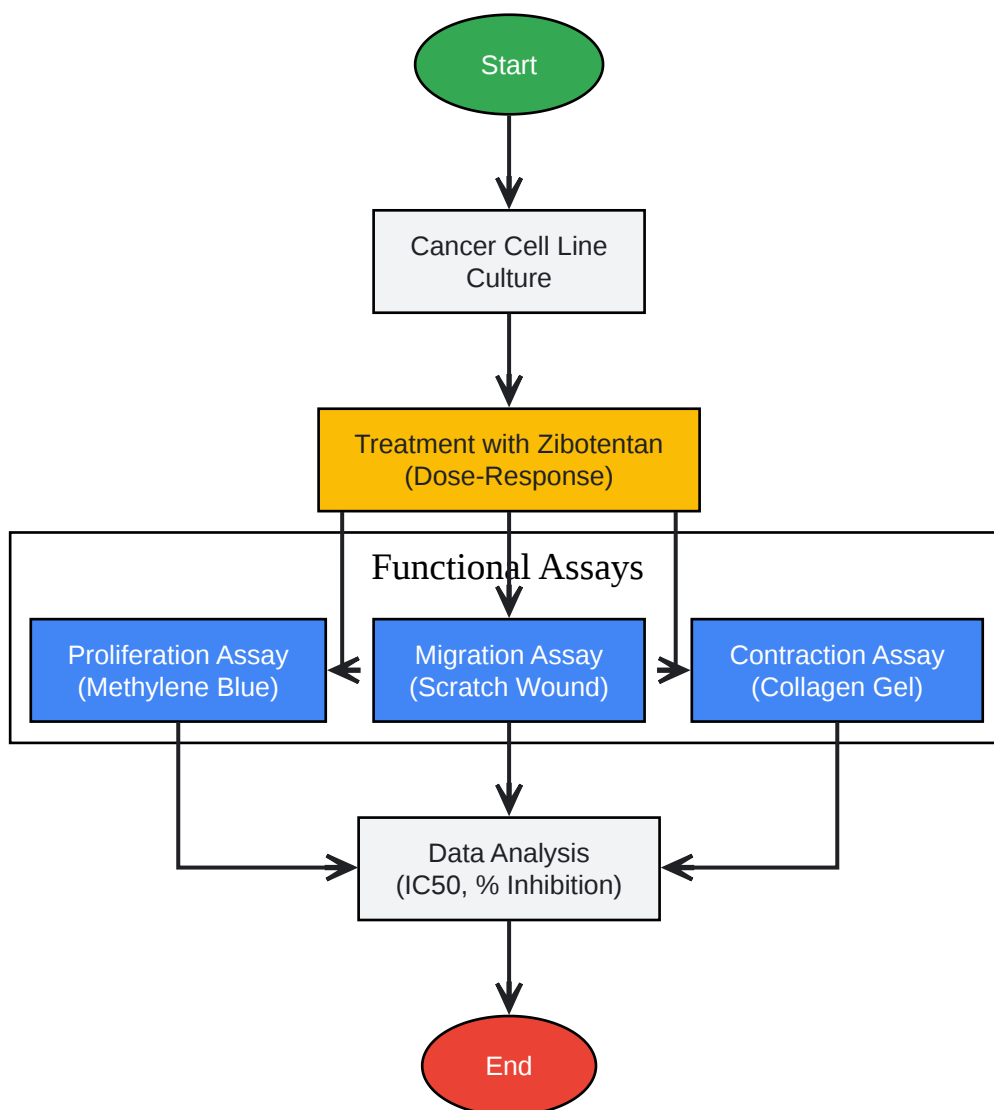 Start
Cancer Cell Line
Culture
Treatment with Zibotentan
(Dose-Response)
Functional Assays
Proliferation Assay
(Methylene Blue)
Migration Assay
(Scratch Wound)
Contraction Assay
(Collagen Gel)
Data Analysis
(IC50, % Inhibition)
End